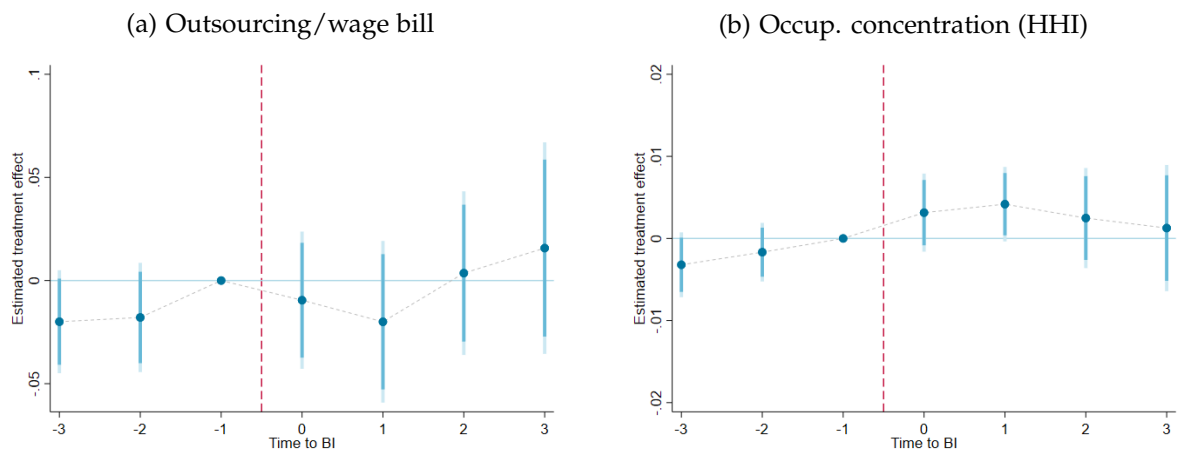 (a) Outsourcing/wage bill
Estimated treatment effect
.1
.05
0
-.05
-3 -2 -1 0 1 2 3
Time to BI
(b) Occup. concentration (HHI)
Estimated treatment effect
.02
.01
0
-.01
-.02
-3 -2 -1 0 1 2 3
Time to BI